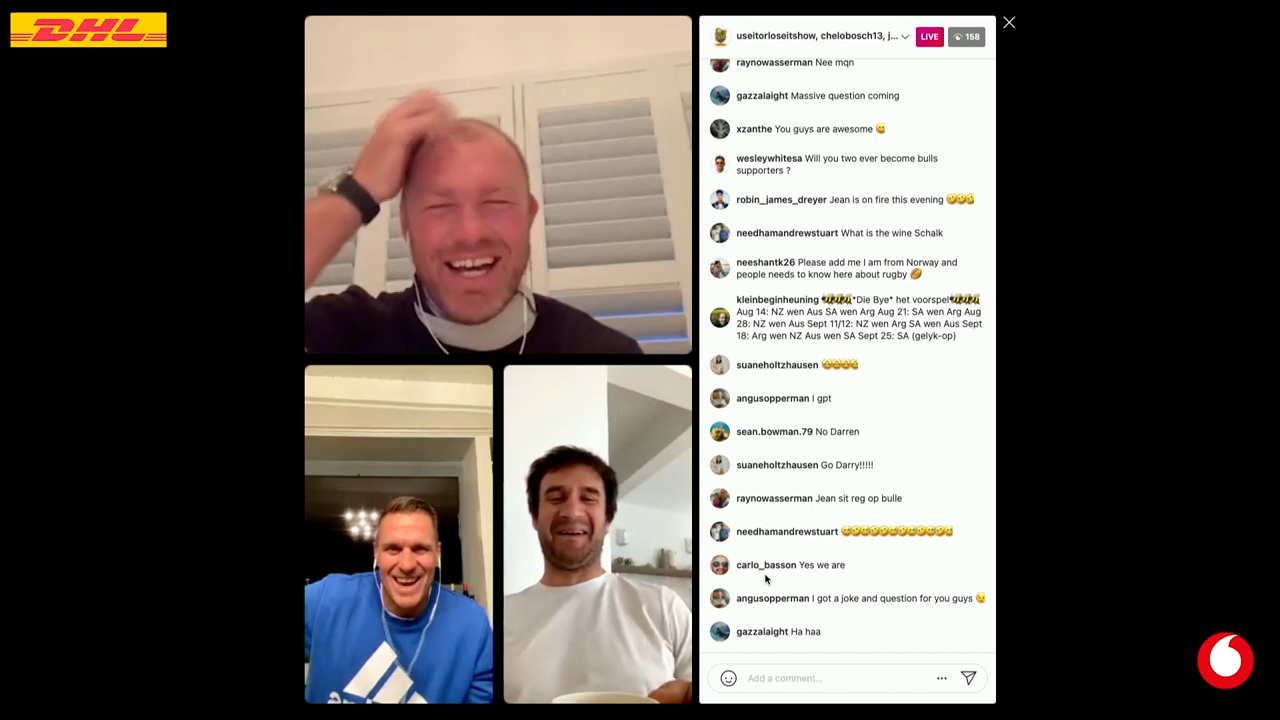 DHL
useitorloseitshow, chelobosch13, j...
LIVE
158
raynowasserman Nee mqn
gazzalaight Massive question coming
xzanthe You guys are awesome 😋
wesleywhitesa Will you two ever become bulls
supporters ?
robin_james_dreyer Jean is on fire this evening 🤣🤣🤣
needhamandrewstuart What is the wine Schalk
neeshantk26 Please add me I am from Norway and
people needs to know here about rugby 🏉
kleinbeginheuning 🐝🐝🐝*Die Bye* het voorspel🐝🐝🐝
Aug 14: NZ wen Aus SA wen Arg Aug 21: SA wen Arg Aug
28: NZ wen Aus Sept 11/12: NZ wen Arg SA wen Aus Sept
18: Arg wen NZ Aus wen SA Sept 25: SA (gelyk-op)
suaneholtzhausen 🤩🤩🤩🤩
angusopperman I gpt
sean.bowman.79 No Darren
suaneholtzhausen Go Darry!!!!!
raynowasserman Jean sit reg op bulle
needhamandrewstuart 😂🤣😂🤣🤣😂🤣😂🤣😂🤣😂
carlo_basson Yes we are
angusopperman I got a joke and question for you guys 😉
gazzalaight Ha haa
Add a comment...